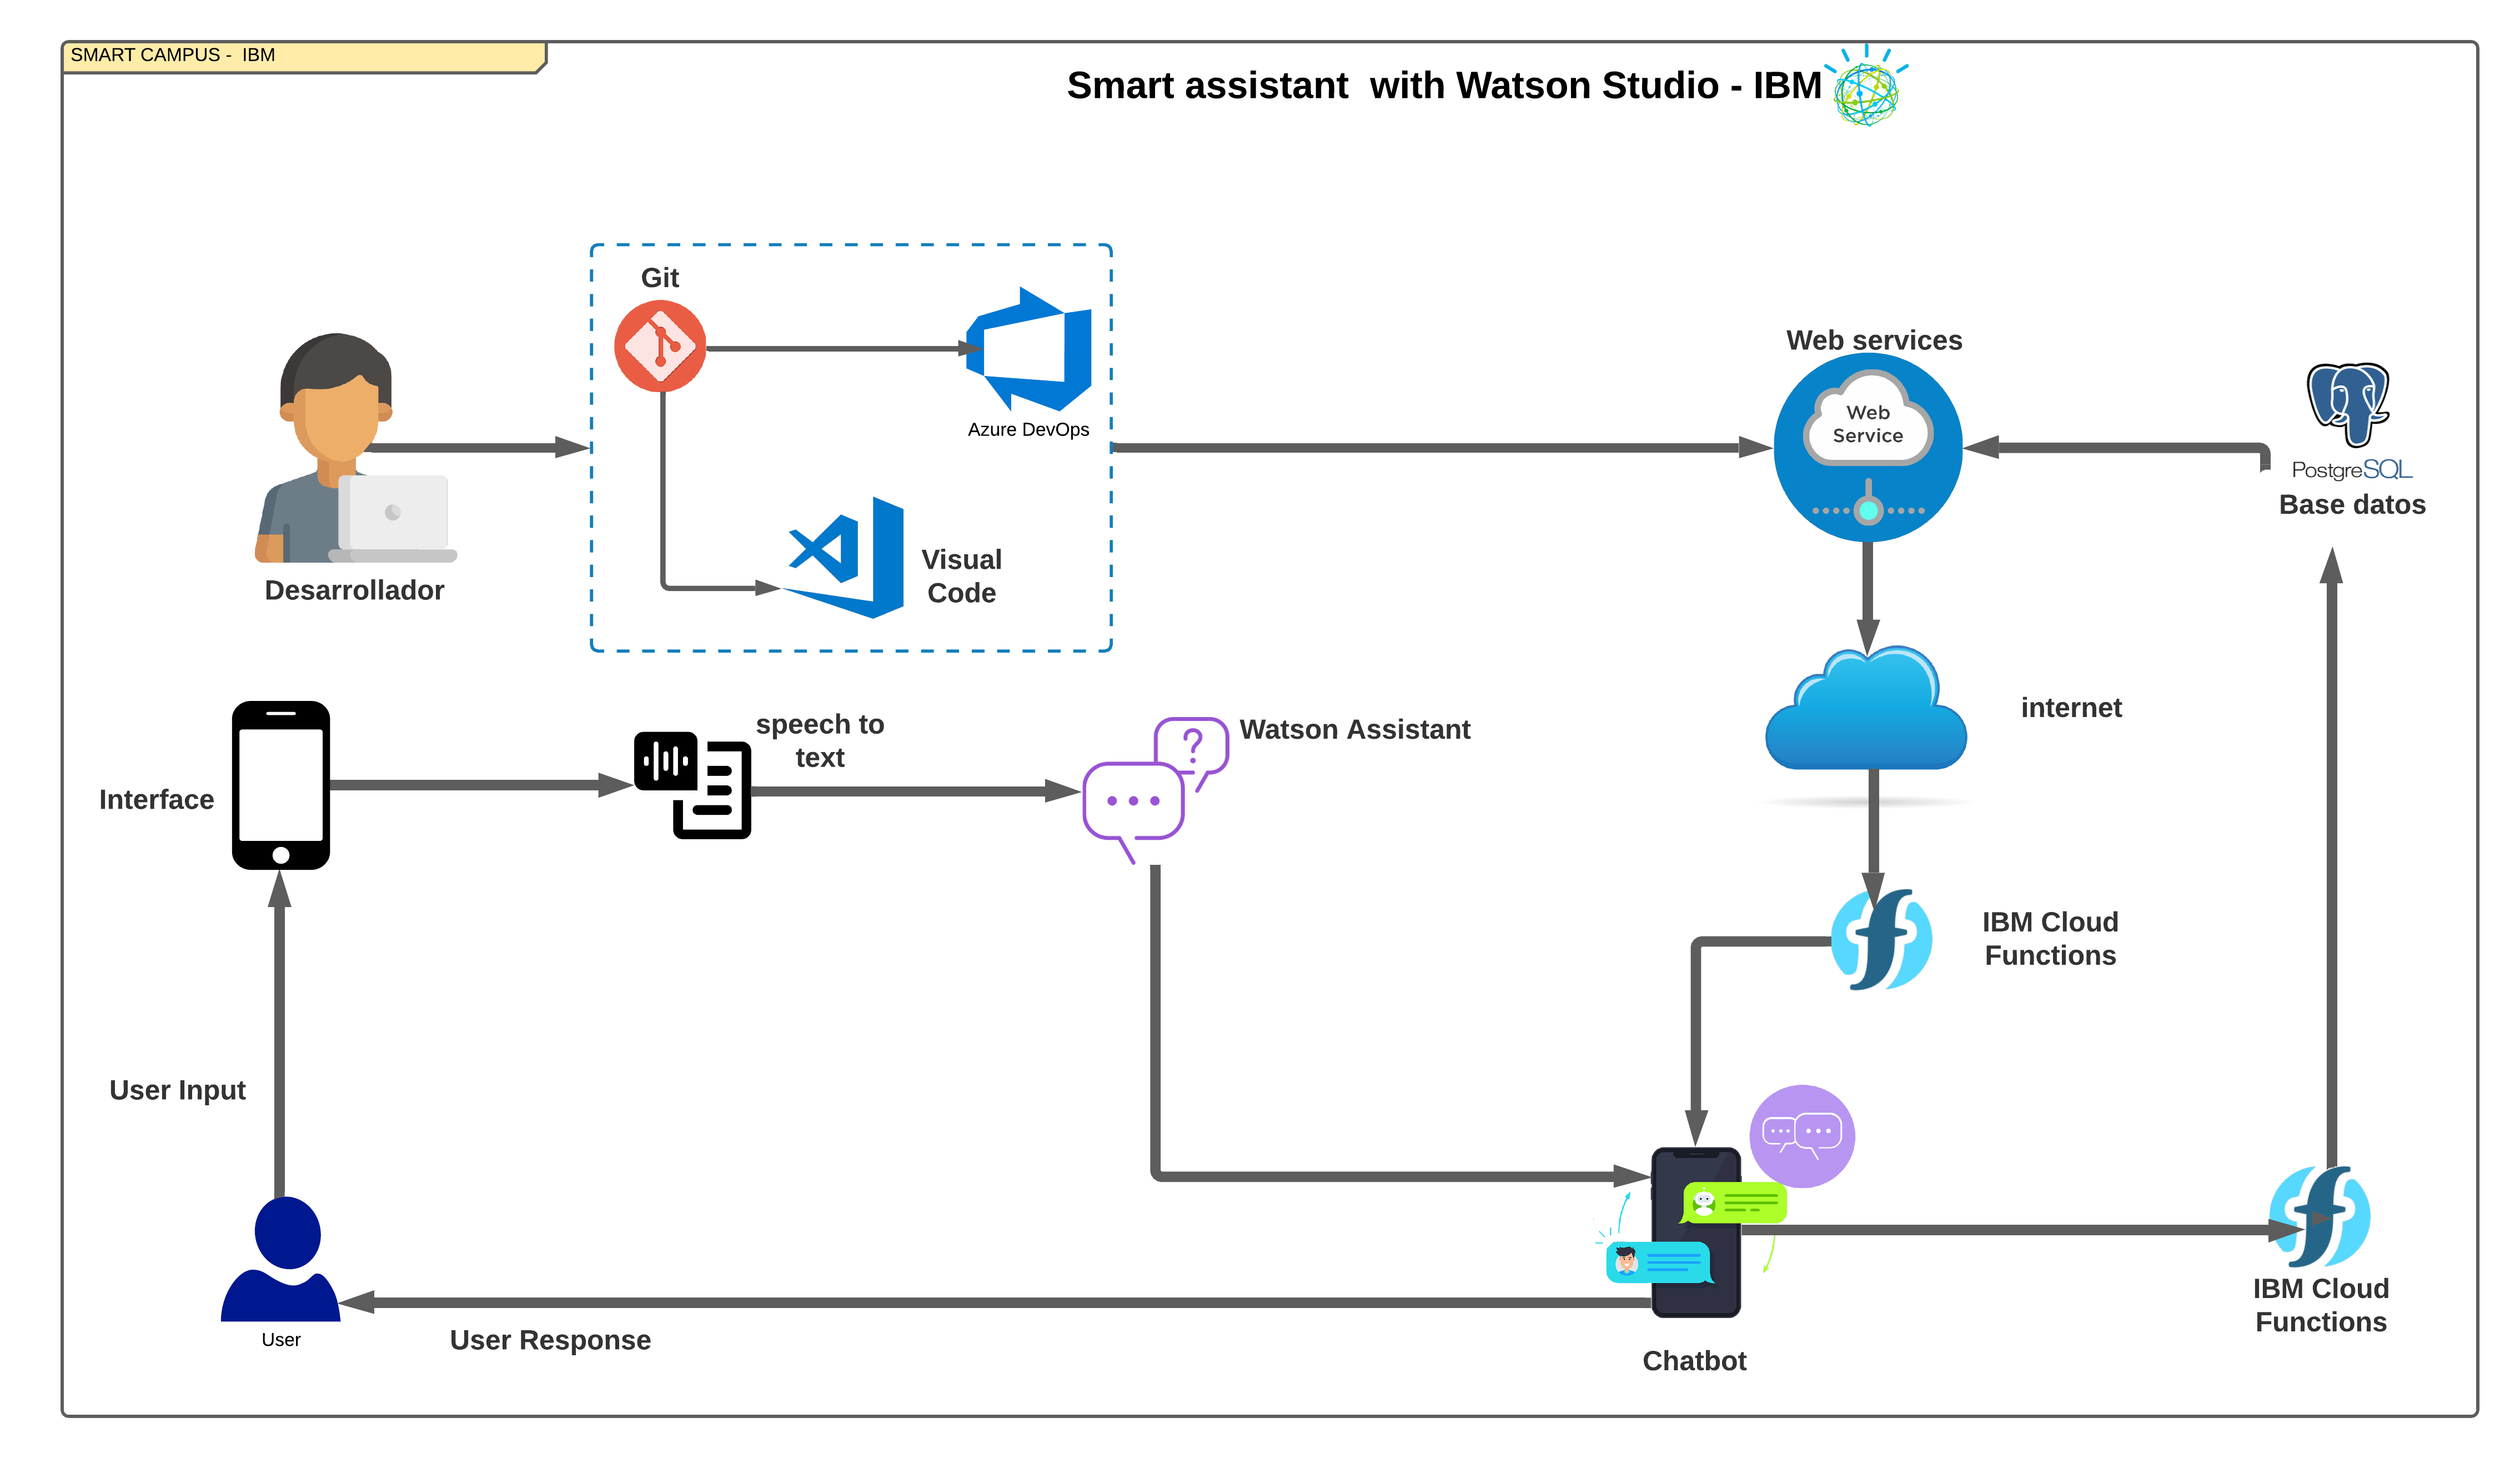 SMART CAMPUS -  IBM
Smart assistant  with Watson Studio - IBM
Git
Azure DevOps
Visual
Code
Desarrollador
Web services
Web
Service
PostgreSQL
Base datos
internet
Interface
speech to
text
Watson Assistant
IBM Cloud
Functions
User Input
User
User Response
Chatbot
IBM Cloud
Functions